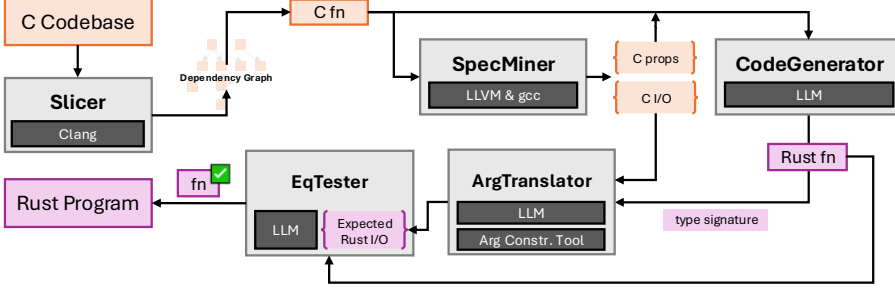 C Codebase
C fn
Dependency Graph
Slicer
Clang
SpecMiner
LLVM & gcc
C props
C I/O
CodeGenerator
LLM
Rust fn
type signature
ArgTranslator
LLM
Arg Constr. Tool
EqTester
LLM
Expected
Rust I/O
fn
Rust Program